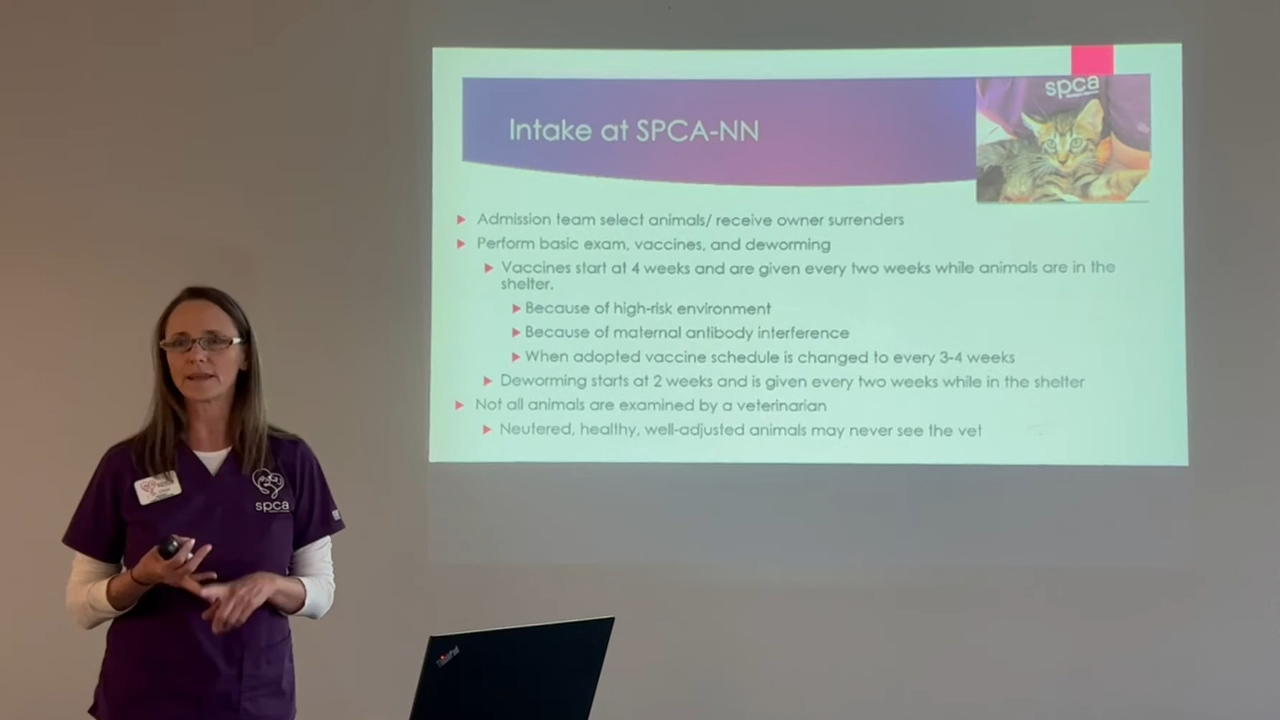 spca
Intake at SPCA-NN
Admission team select animals/ receive owner surrenders
Perform basic exam, vaccines, and deworming
Vaccines start at 4 weeks and are given every two weeks while animals are in the
shelter.
Because of high-risk environment
Because of maternal antibody interference
When adopted vaccine schedule is changed to every 3-4 weeks
Deworming starts at 2 weeks and is given every two weeks while in the shelter
Not all animals are examined by a veterinarian
Neutered, healthy, well-adjusted animals may never see the vet
spca
ThinkPad